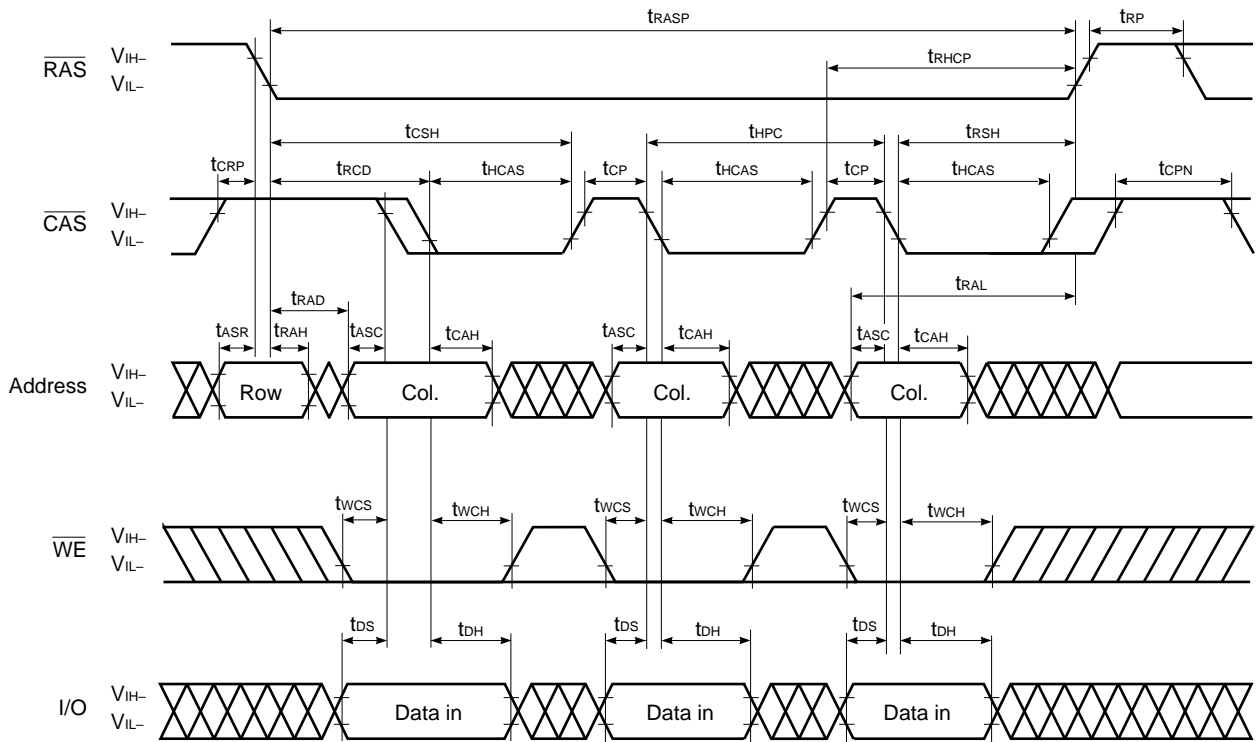 tRASP
tRP
RAS
VIH–
VIL–
tRHCP
tCSH
tHPC
tRSH
tCRP
tRCD
tHCAS
tCP
tHCAS
tCP
tHCAS
tCPN
CAS
VIH–
VIL–
tRAD
tRAL
tASR
tRAH
tASC
tCAH
tASC
tCAH
tASC
tCAH
Address
VIH–
VIL–
Row
Col.
Col.
Col.
tWCS
tWCH
tWCS
tWCH
tWCS
tWCH
WE
VIH–
VIL–
tDS
tDH
tDS
tDH
tDS
tDH
I/O
VIH–
VIL–
Data in
Data in
Data in